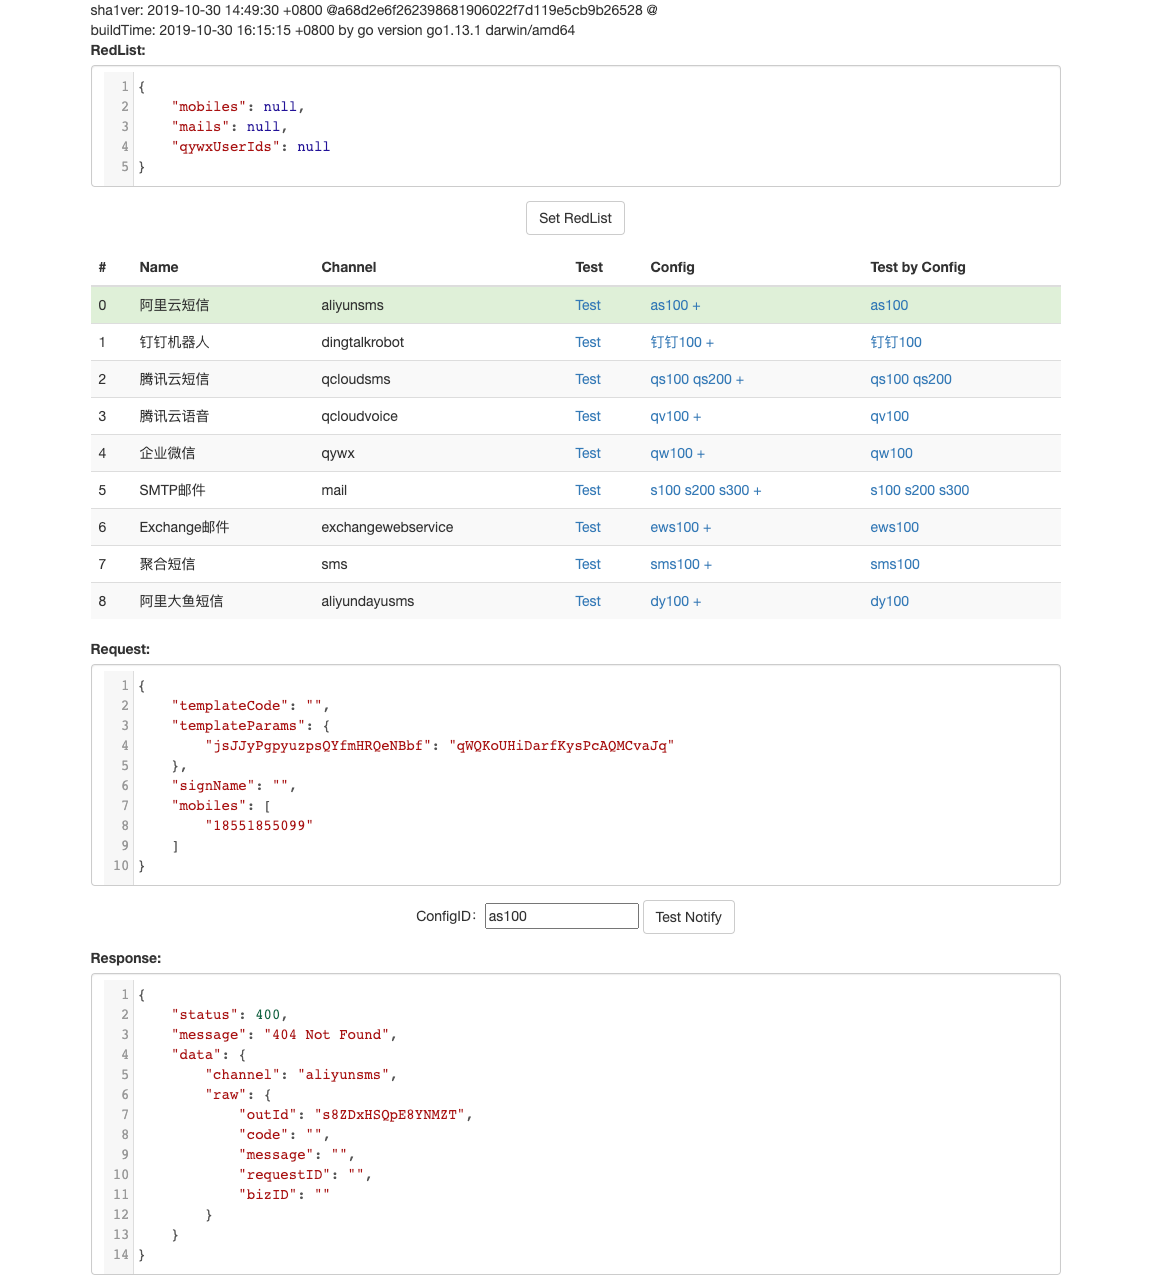 sha1ver: 2019-10-30 14:49:30 +0800 @a68d2e6f262398681906022f7d119e5cb9b26528 @
buildTime: 2019-10-30 16:15:15 +0800 by go version go1.13.1 darwin/amd64
RedList:
1 {
2 "mobiles": null,
3 "mails": null,
4 "qywxUserIds": null
5 }
Set RedList
# Name Channel Test Config Test by Config
0 阿里云短信 aliyunsms Test as100 + as100
1 钉钉机器人 dingtalkrobot Test 钉钉100 + 钉钉100
2 腾讯云短信 qcloudsms Test qs100 qs200 + qs100 qs200
3 腾讯云语音 qcloudvoice Test qv100 + qv100
4 企业微信 qywx Test qw100 + qw100
5 SMTP邮件 mail Test s100 s200 s300 + s100 s200 s300
6 Exchange邮件 exchangewebservice Test ews100 + ews100
7 聚合短信 sms Test sms100 + sms100
8 阿里大鱼短信 aliyundayusms Test dy100 + dy100
Request:
1 {
2 "templateCode": "",
3 "templateParams": {
4 "jsJJyPgpyuzpsQYfmHRQeNBbf": "qWQKoUHiDarfKysPcAQMCvaJq"
5 },
6 "signName": "",
7 "mobiles": [
8 "18551855099"
9 ]
10 }
ConfigID： as100 Test Notify
Response:
1 {
2 "status": 400,
3 "message": "404 Not Found",
4 "data": {
5 "channel": "aliyunsms",
6 "raw": {
7 "outId": "s8ZDxHSQpE8YNMZT",
8 "code": "",
9 "message": "",
10 "requestID": "",
11 "bizID": ""
12 }
13 }
14 }